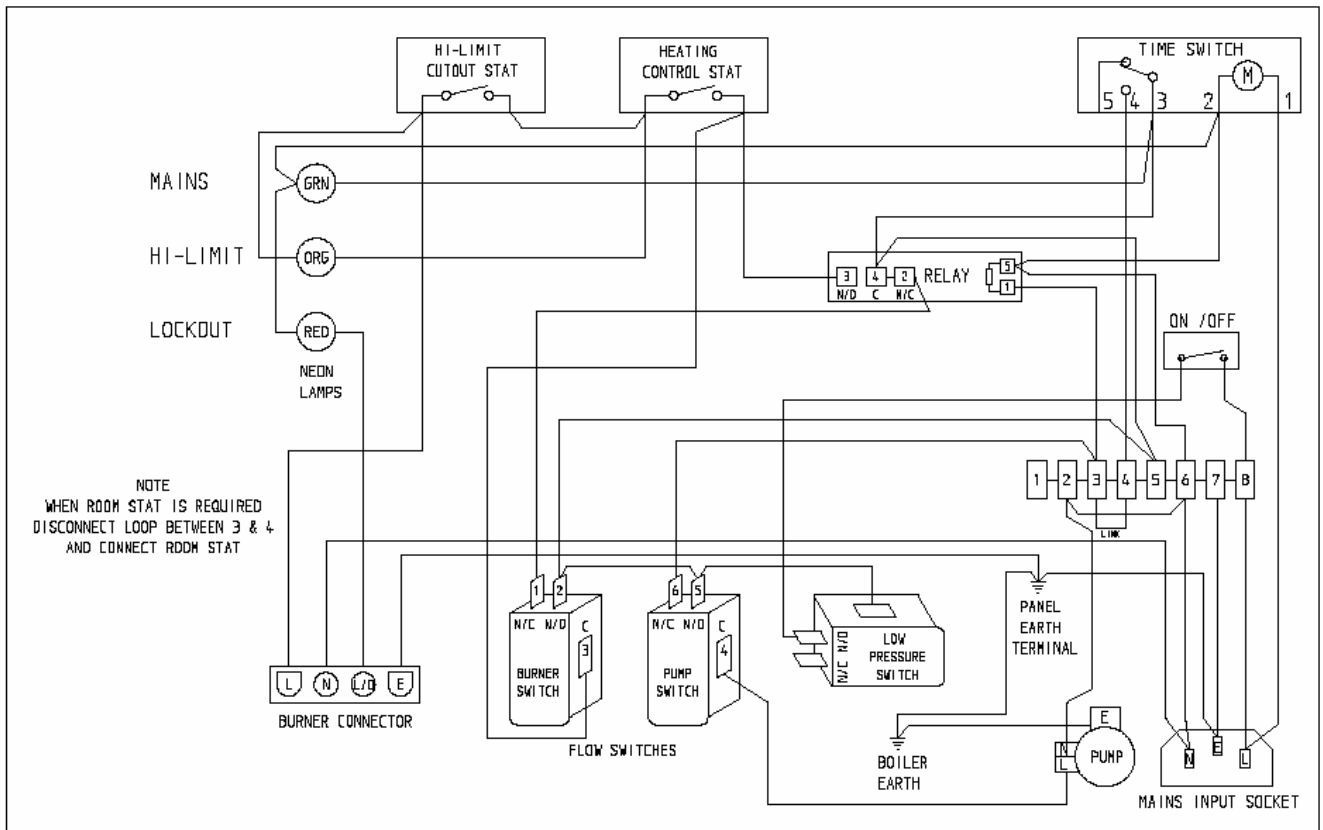 HI-LIMIT
CUTOUT STAT
HEATING
CONTROL STAT
TIME SWITCH
M
5 4 3 2 1
MAINS
GRN
HI-LIMIT
ORG
LOCKOUT
RED
NEON
LAMPS
3 4 2 RELAY 5
1
N/O C N/C
ON /OFF
NOTE
WHEN ROOM STAT IS REQUIRED
DISCONNECT LOOP BETWEEN 3 & 4
AND CONNECT ROOM STAT
1 2 3 4 5 6 7 8
LINK
1 2
N/C N/O C
3
BURNER
SWITCH
6 5
N/C N/O C
4
PUMP
SWITCH
FLOW SWITCHES
N/C N/O
LOW
PRESSURE
SWITCH
PANEL
EARTH
TERMINAL
L N L/O E
BURNER CONNECTOR
BOILER
EARTH
E
N
L
PUMP
N E L
MAINS INPUT SOCKET